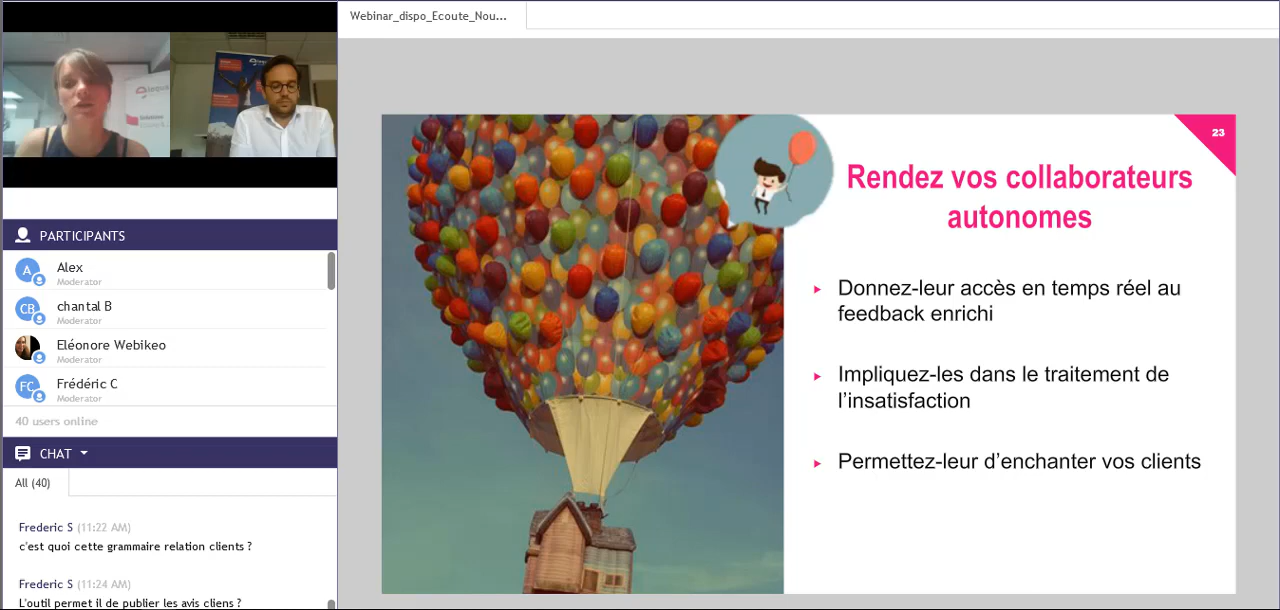 Webinar_dispo_Ecoute_Nou...
PARTICIPANTS
A
Alex
Moderator
CB
chantal B
Moderator
Eléonore Webikeo
Moderator
FC
Frédéric C
Moderator
40 users online
CHAT
All (40)
Frederic S (11:22 AM)
c'est quoi cette grammaire relation clients ?
Frederic S (11:24 AM)
L'outil permet il de publier les avis cliens ?
23
Rendez vos collaborateurs
autonomes
Donnez-leur accès en temps réel au
feedback enrichi
Impliquez-les dans le traitement de
l’insatisfaction
Permettez-leur d’enchanter vos clients